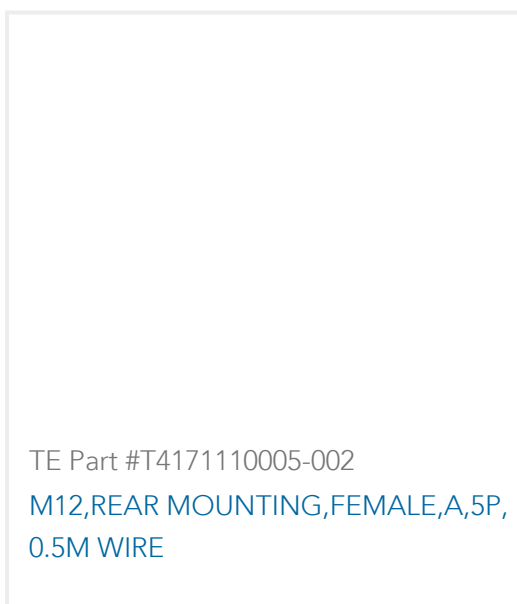 TE Part #T4171110005-002
M12,REAR MOUNTING,FEMALE,A,5P,
0.5M WIRE